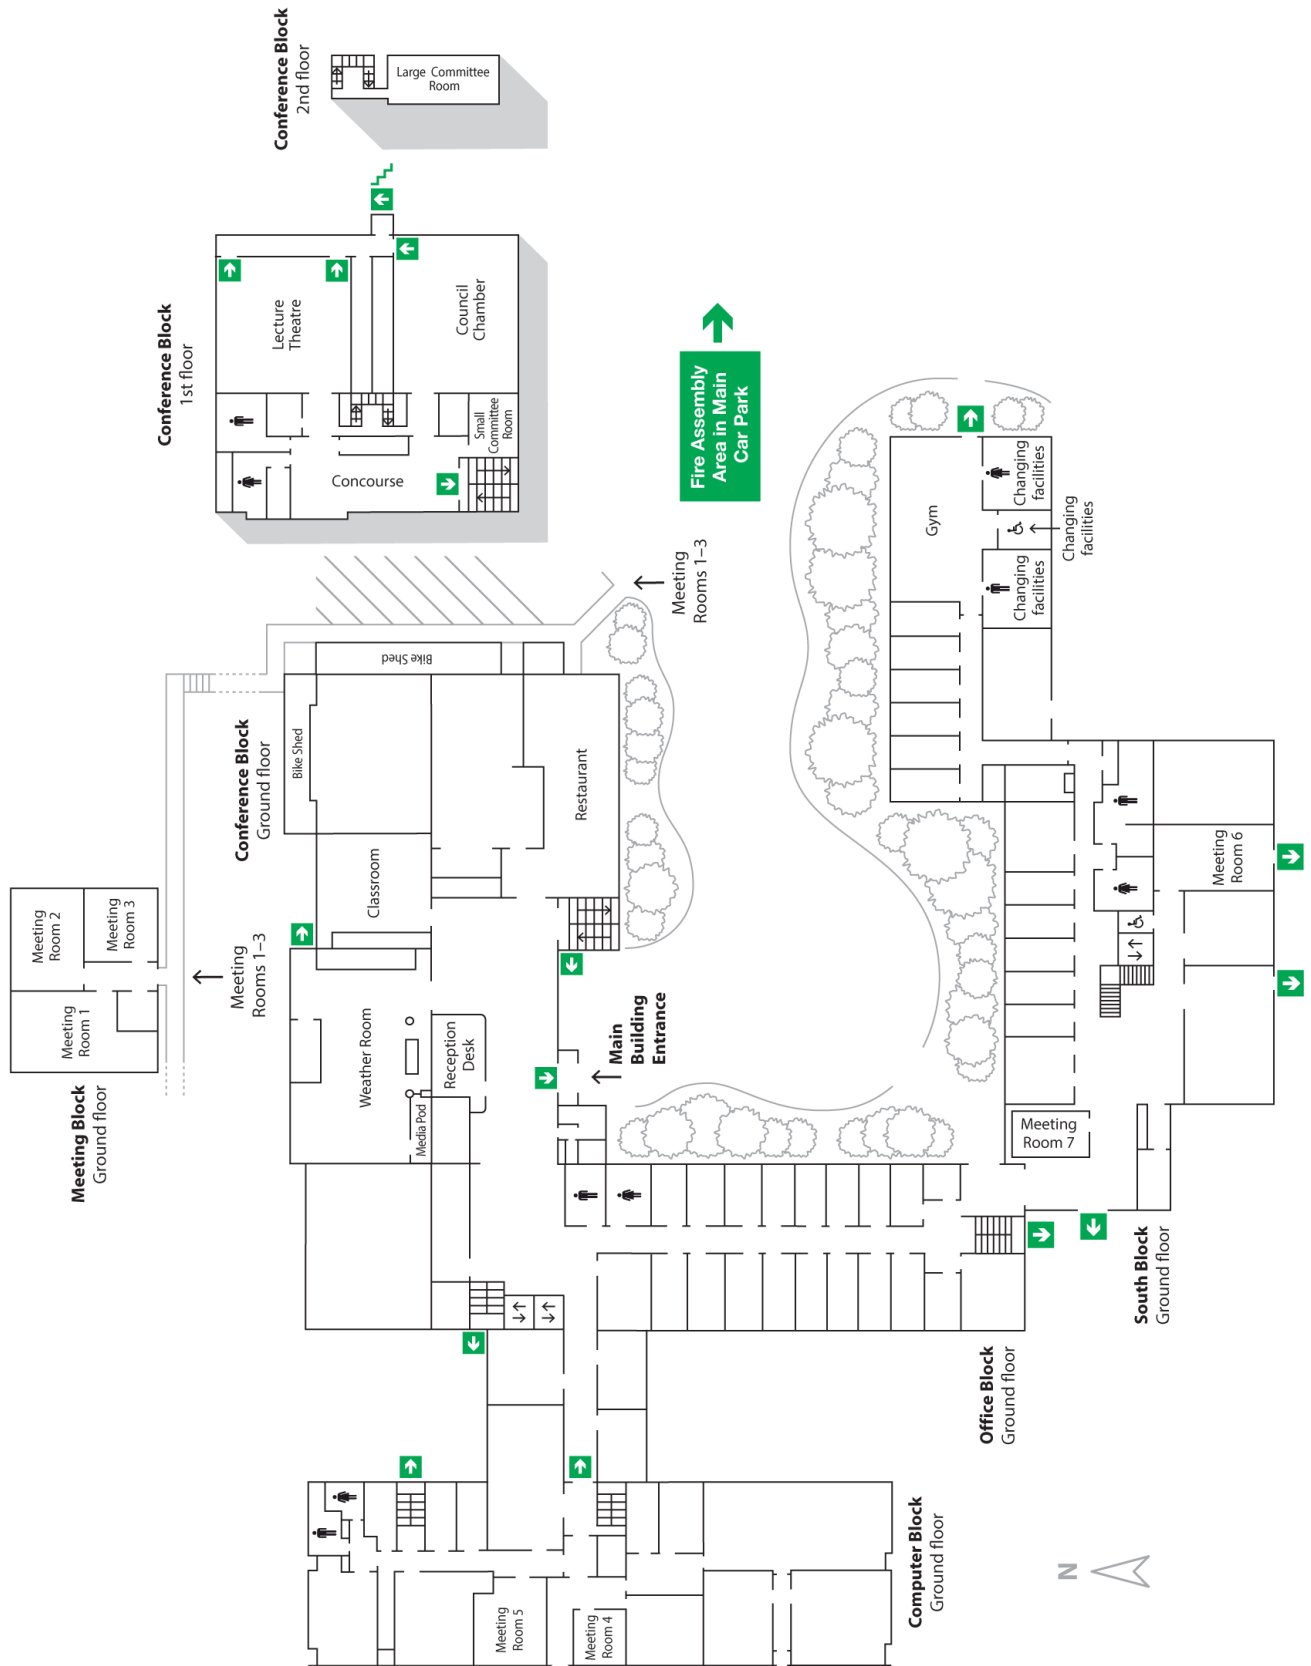 Conference Block
2nd floor
Large Committee
Room
Conference Block
1st floor
Lecture
Theatre
Council
Chamber
Small
Committee
Room
Concourse
Fire Assembly
Area in Main
Car Park
Meeting
Rooms 1–3
Gym
Changing
facilities
Changing
facilities
Changing
facilities
Bike Shed
Bike Shed
Conference Block
Ground floor
Restaurant
Classroom
Meeting
Room 2
Meeting
Room 3
Meeting
Room 1
Meeting
Rooms 1–3
Meeting Block
Ground floor
Weather Room
Reception
Desk
Media Pod
Main
Building
Entrance
Meeting
Room 6
Meeting
Room 7
South Block
Ground floor
Office Block
Ground floor
Computer Block
Ground floor
Meeting
Room 5
Meeting
Room 4
N